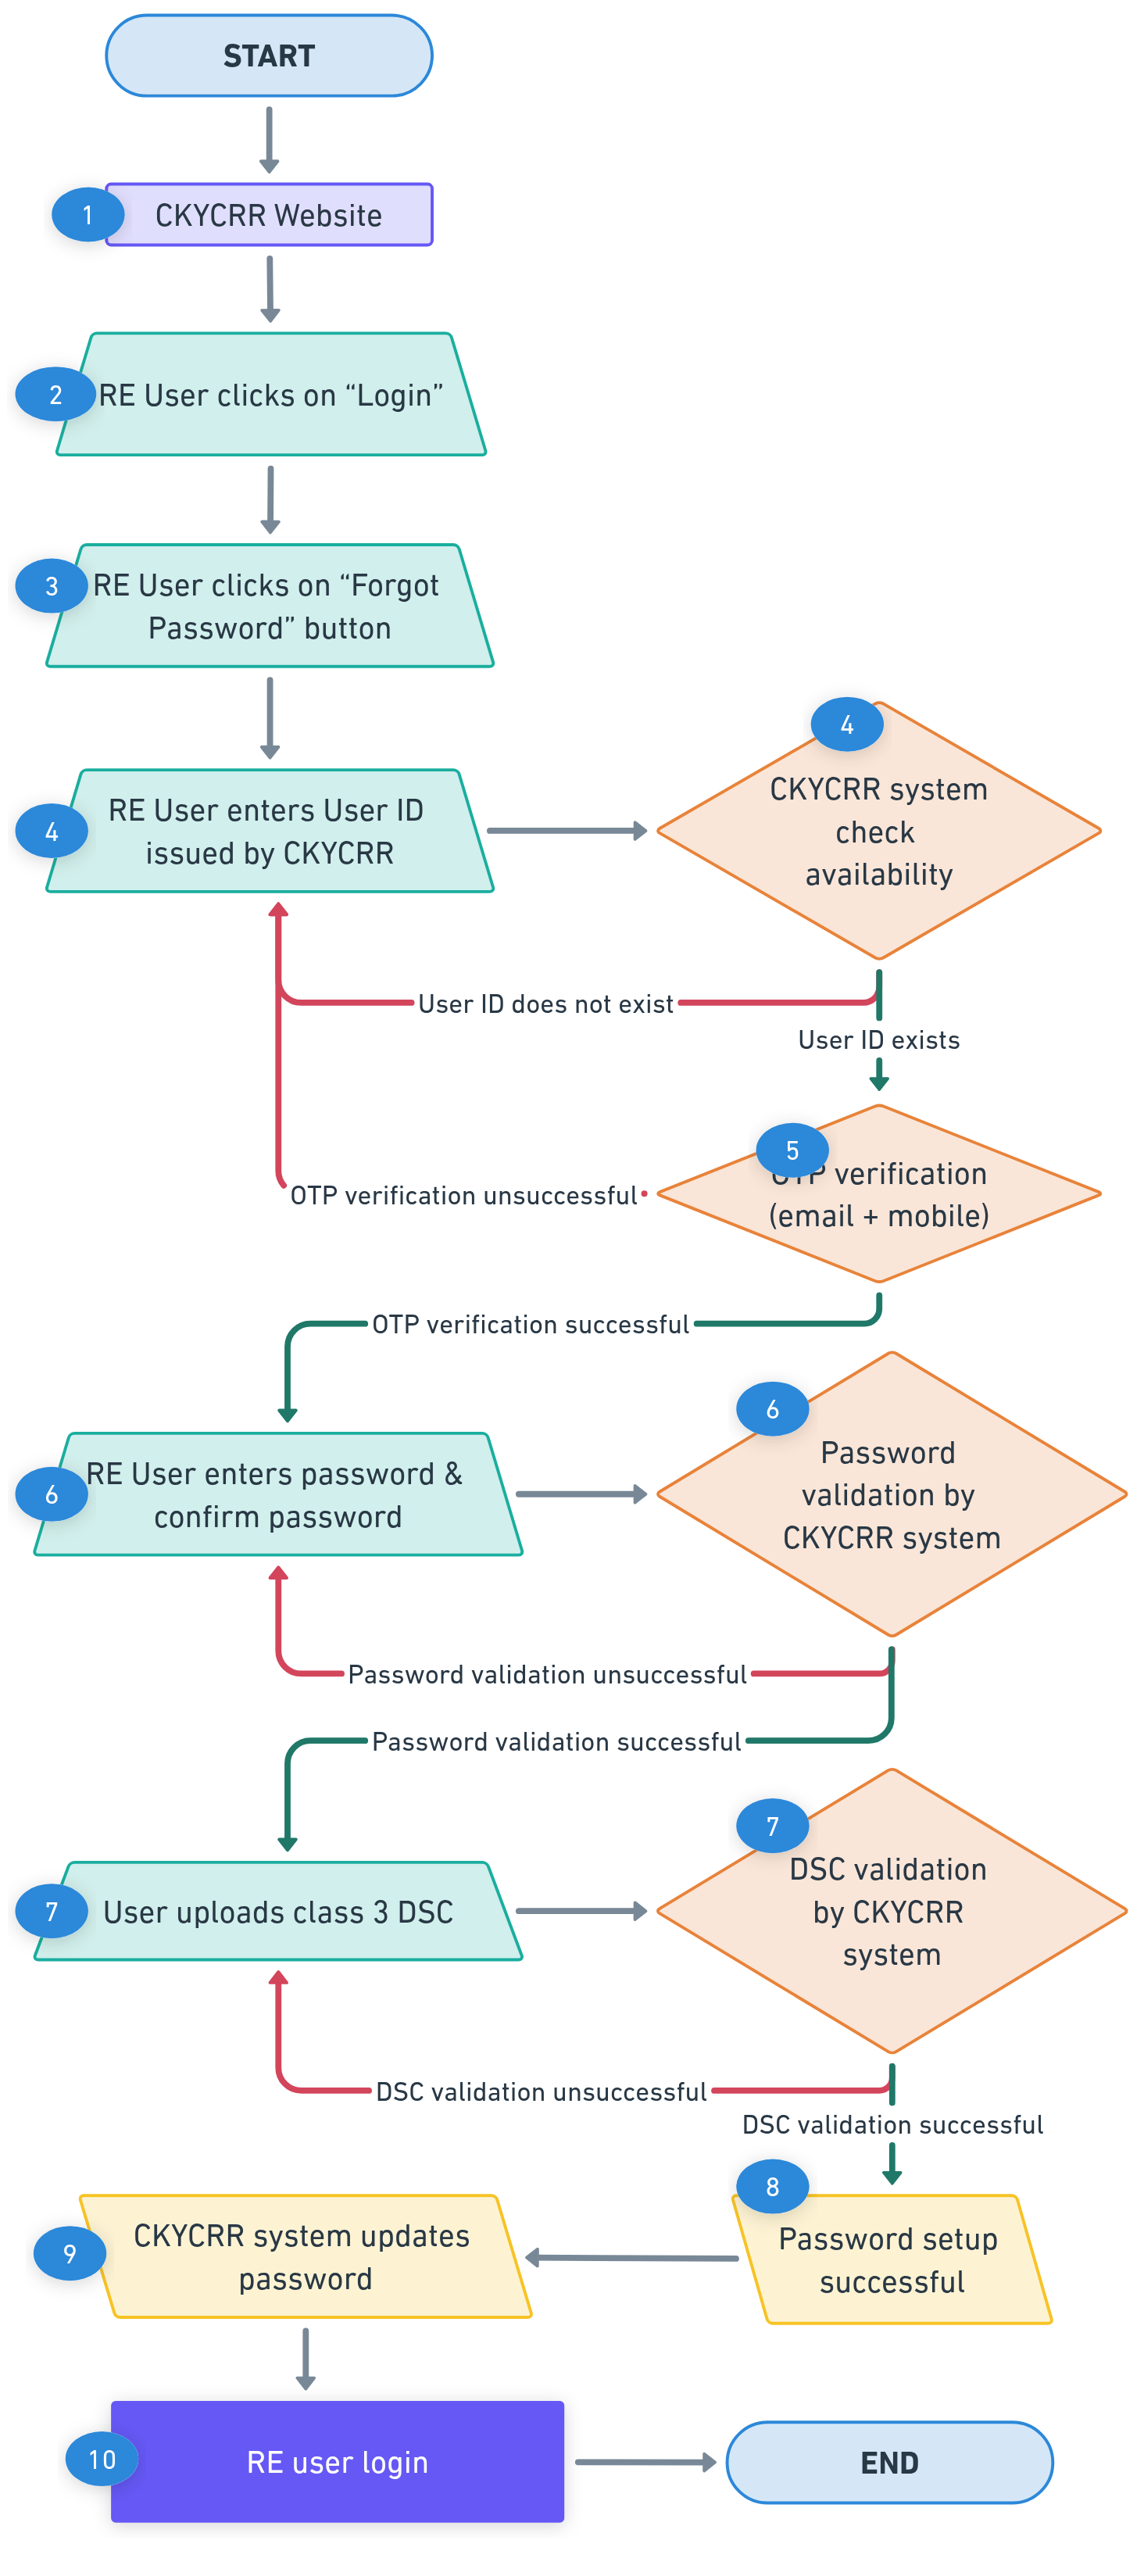 START
1
CKYCRR Website
2
RE User clicks on “Login”
3
RE User clicks on “Forgot
Password” button
4
RE User enters User ID
issued by CKYCRR
4
CKYCRR system
check
availability
User ID does not exist
User ID exists
5
OTP verification
(email + mobile)
OTP verification unsuccessful
OTP verification successful
6
RE User enters password &
confirm password
6
Password
validation by
CKYCRR system
Password validation unsuccessful
Password validation successful
7
User uploads class 3 DSC
7
DSC validation
by CKYCRR
system
DSC validation unsuccessful
DSC validation successful
8
Password setup
successful
9
CKYCRR system updates
password
10
RE user login
END